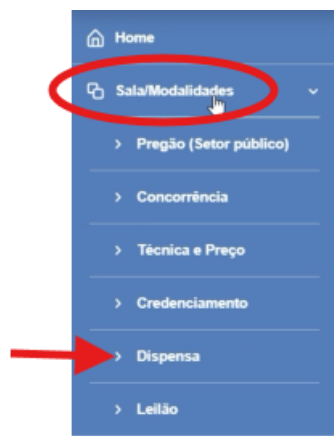 Home
Sala/Modalidades
Pregão (Setor público)
Concorrência
Técnica e Preço
Credenciamento
Dispensa
Leilão